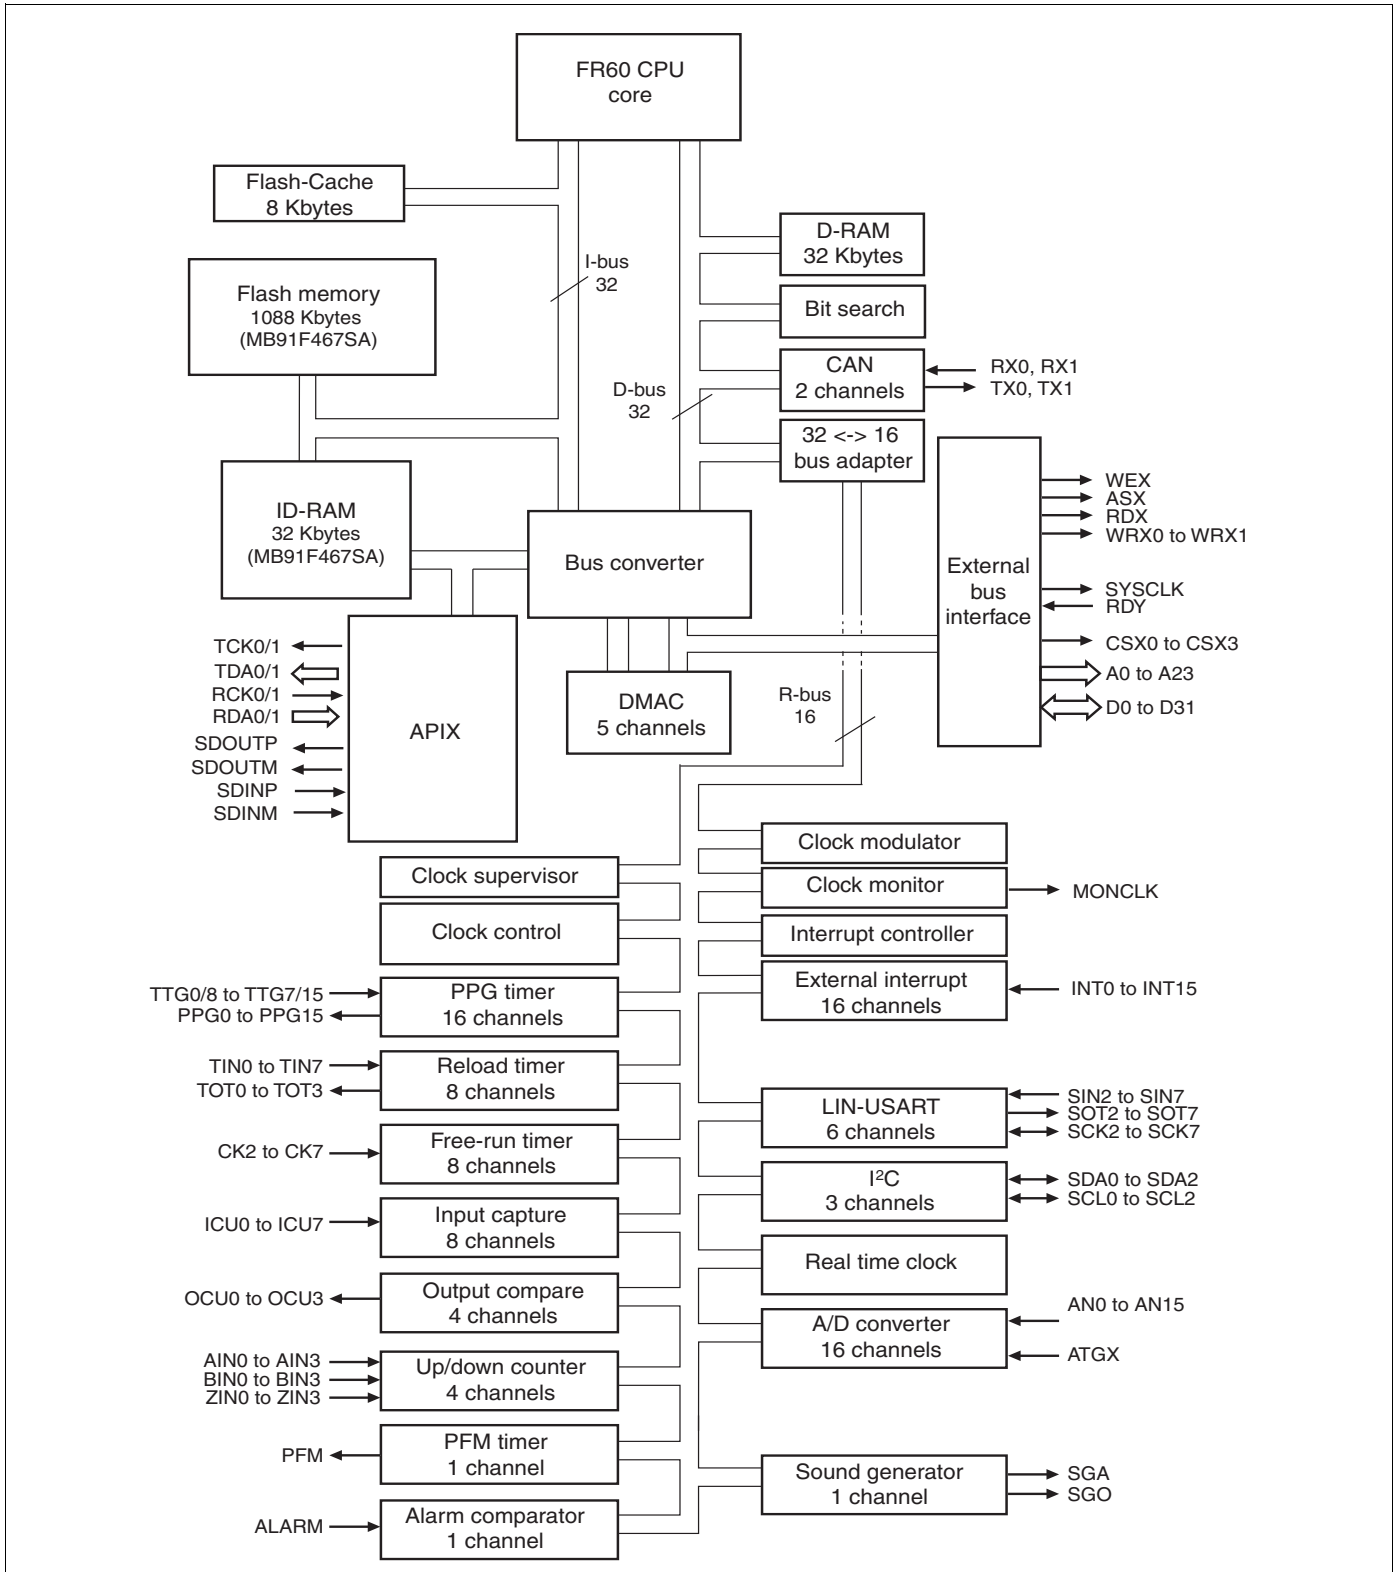 FR60 CPU
core
Flash-Cache
8 Kbytes
D-RAM
32 Kbytes
I-bus
32
Flash memory
1088 Kbytes
(MB91F467SA)
Bit search
CAN
2 channels
RX0, RX1
TX0, TX1
D-bus
32
32 <-> 16
bus adapter
ID-RAM
32 Kbytes
(MB91F467SA)
Bus converter
External
bus
interface
WEX
ASX
RDX
WRX0 to WRX1
SYSCLK
RDY
CSX0 to CSX3
A0 to A23
D0 to D31
TCK0/1
TDA0/1
RCK0/1
RDA0/1
SDOUTP
SDOUTM
SDINP
SDINM
APIX
DMAC
5 channels
R-bus
16
Clock modulator
Clock supervisor
Clock monitor
MONCLK
Clock control
Interrupt controller
TTG0/8 to TTG7/15
PPG0 to PPG15
PPG timer
16 channels
External interrupt
16 channels
INT0 to INT15
TIN0 to TIN7
TOT0 to TOT3
Reload timer
8 channels
LIN-USART
6 channels
SIN2 to SIN7
SOT2 to SOT7
SCK2 to SCK7
CK2 to CK7
Free-run timer
8 channels
I²C
3 channels
SDA0 to SDA2
SCL0 to SCL2
ICU0 to ICU7
Input capture
8 channels
Real time clock
OCU0 to OCU3
Output compare
4 channels
A/D converter
16 channels
AN0 to AN15
ATGX
AIN0 to AIN3
BIN0 to BIN3
ZIN0 to ZIN3
Up/down counter
4 channels
PFM
PFM timer
1 channel
Sound generator
1 channel
SGA
SGO
ALARM
Alarm comparator
1 channel